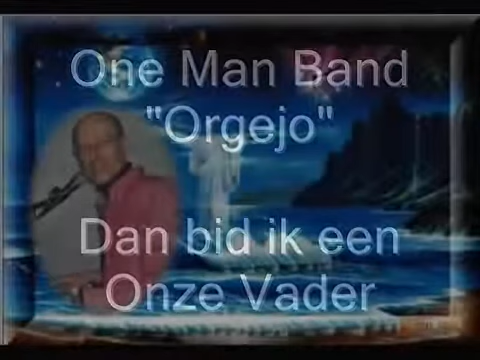 One Man Band
"Orgejo"
Dan bid ik een
Onze Vader